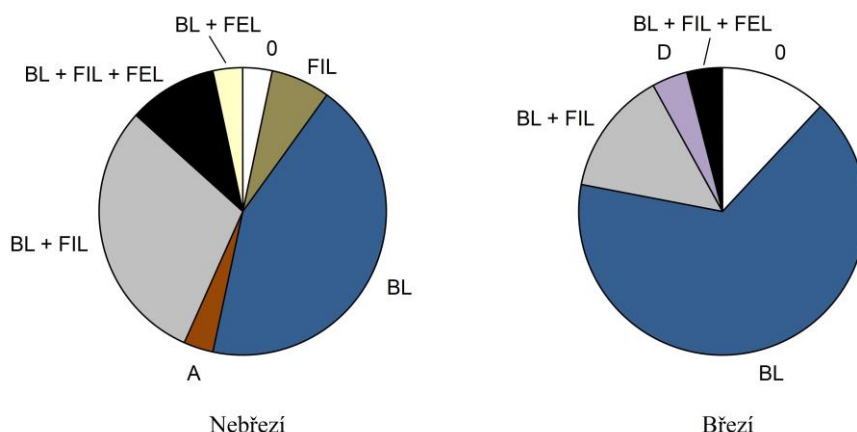 BL + FEL
0
FIL
BL + FIL + FEL
BL + FIL
BL
A
Nebřezí
BL + FIL + FEL
D
0
BL + FIL
BL
Březí